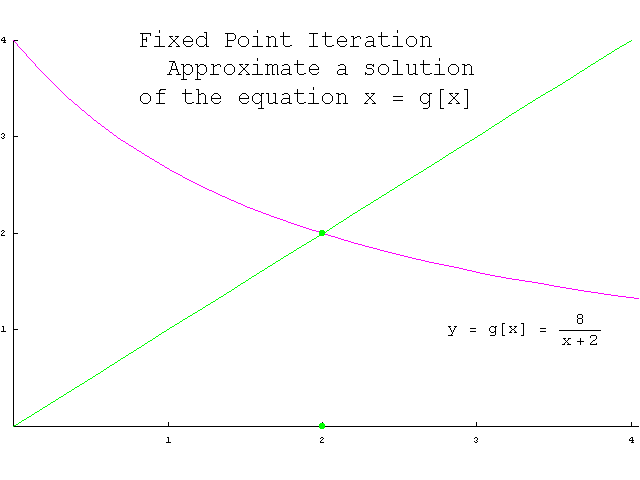 Fixed Point Iteration
Approximate a solution
of the equation x = g[x]
4
3
2
1
y = g[x] = 8/(x+2)
1 2 3 4